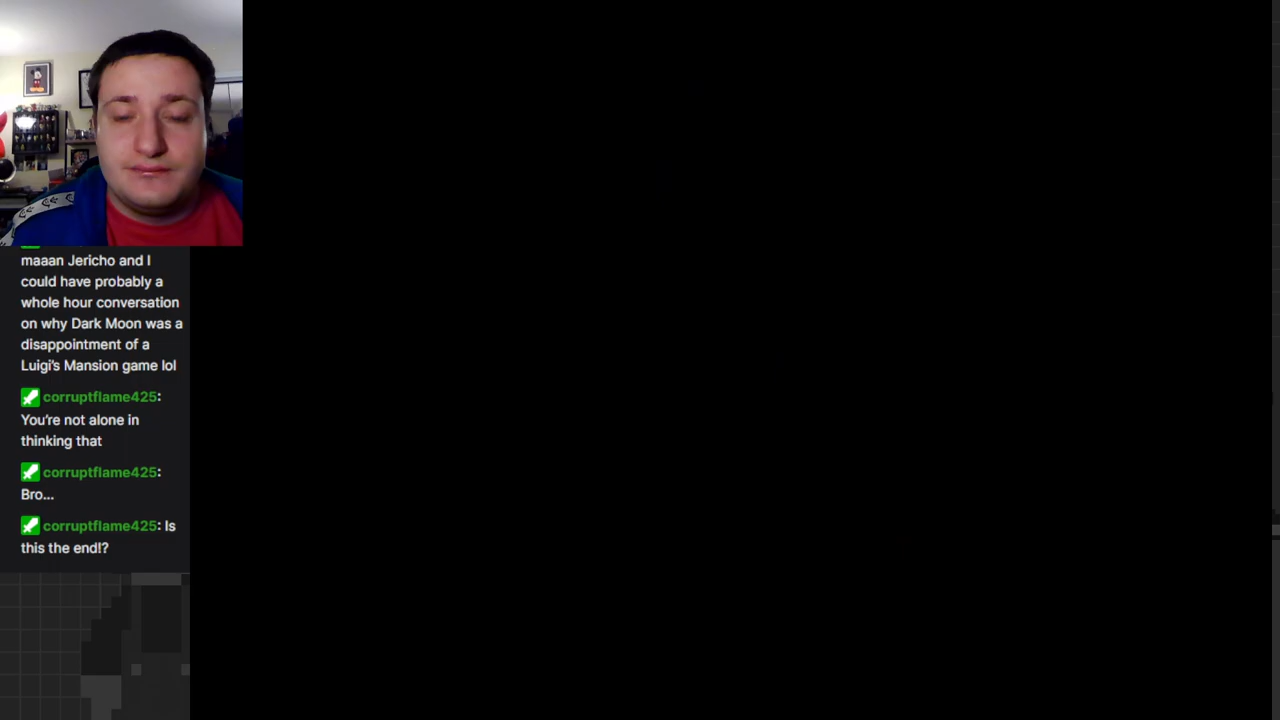 maaan Jericho and I
could have probably a
whole hour conversation
on why Dark Moon was a
disappointment of a
Luigi's Mansion game lol
corruptflame425:
You're not alone in
thinking that
corruptflame425:
Bro...
corruptflame425: Is
this the end!?